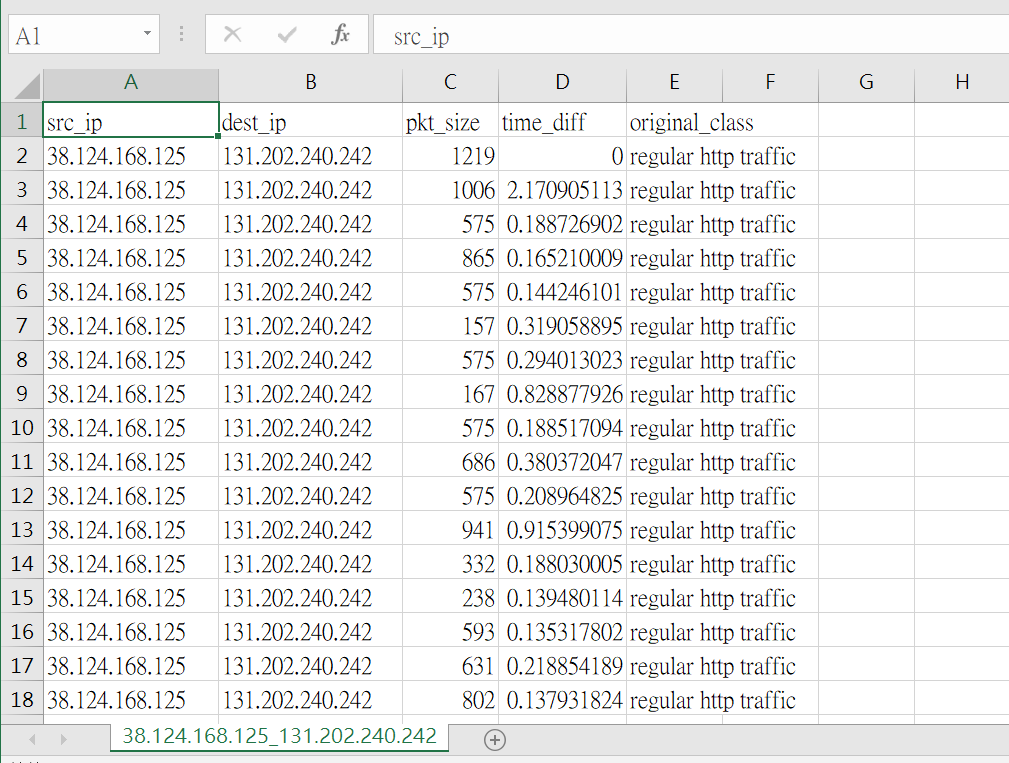 A1 fx src_ip
A B C D E F G H
1 src_ip dest_ip pkt_size time_diff original_class
2 38.124.168.125 131.202.240.242 1219 0 regular http traffic
3 38.124.168.125 131.202.240.242 1006 2.170905113 regular http traffic
4 38.124.168.125 131.202.240.242 575 0.188726902 regular http traffic
5 38.124.168.125 131.202.240.242 865 0.165210009 regular http traffic
6 38.124.168.125 131.202.240.242 575 0.144246101 regular http traffic
7 38.124.168.125 131.202.240.242 157 0.319058895 regular http traffic
8 38.124.168.125 131.202.240.242 575 0.294013023 regular http traffic
9 38.124.168.125 131.202.240.242 167 0.828877926 regular http traffic
10 38.124.168.125 131.202.240.242 575 0.188517094 regular http traffic
11 38.124.168.125 131.202.240.242 686 0.380372047 regular http traffic
12 38.124.168.125 131.202.240.242 575 0.208964825 regular http traffic
13 38.124.168.125 131.202.240.242 941 0.915399075 regular http traffic
14 38.124.168.125 131.202.240.242 332 0.188030005 regular http traffic
15 38.124.168.125 131.202.240.242 238 0.139480114 regular http traffic
16 38.124.168.125 131.202.240.242 593 0.135317802 regular http traffic
17 38.124.168.125 131.202.240.242 631 0.218854189 regular http traffic
18 38.124.168.125 131.202.240.242 802 0.137931824 regular http traffic
38.124.168.125_131.202.240.242